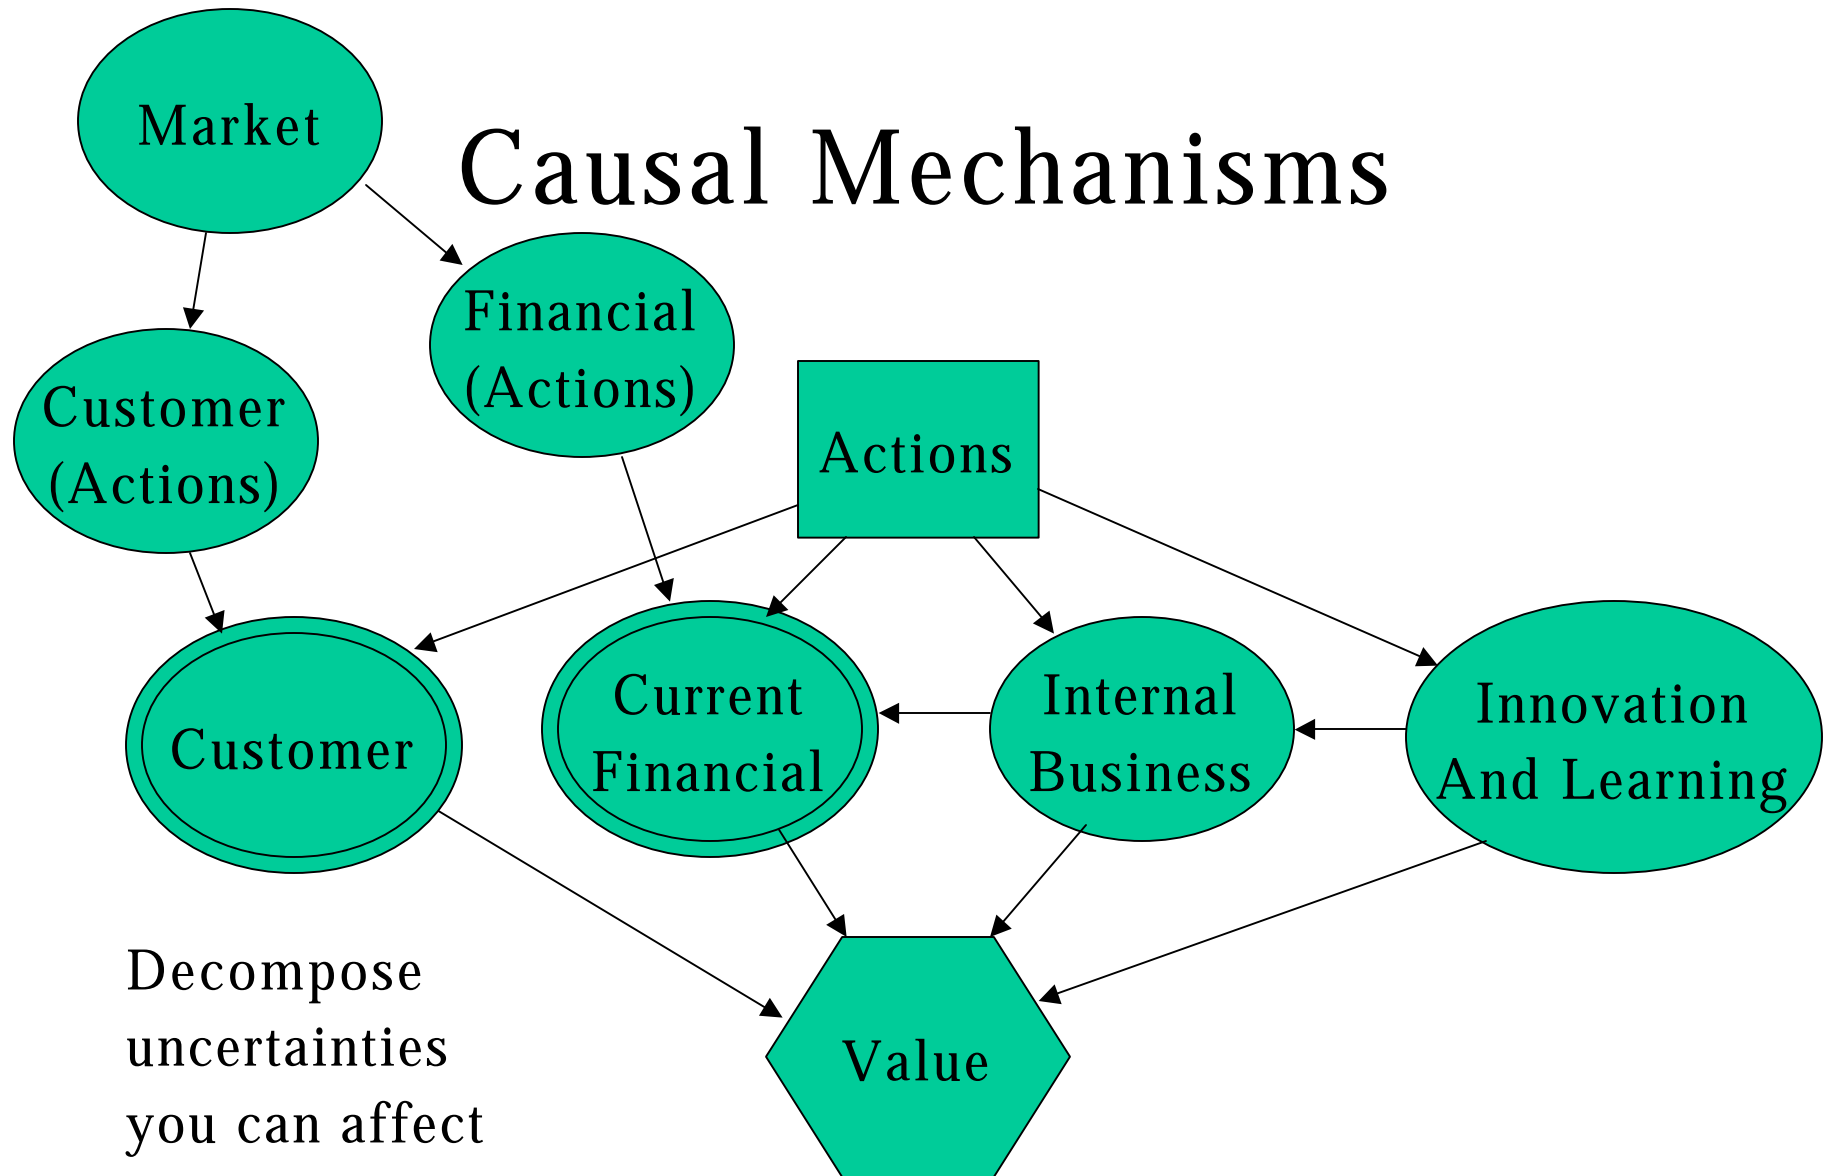 Market
Causal Mechanisms
Financial
(Actions)
Customer
(Actions)
Actions
Customer
Current
Financial
Internal
Business
Innovation
And Learning
Value
Decompose
uncertainties
you can affect